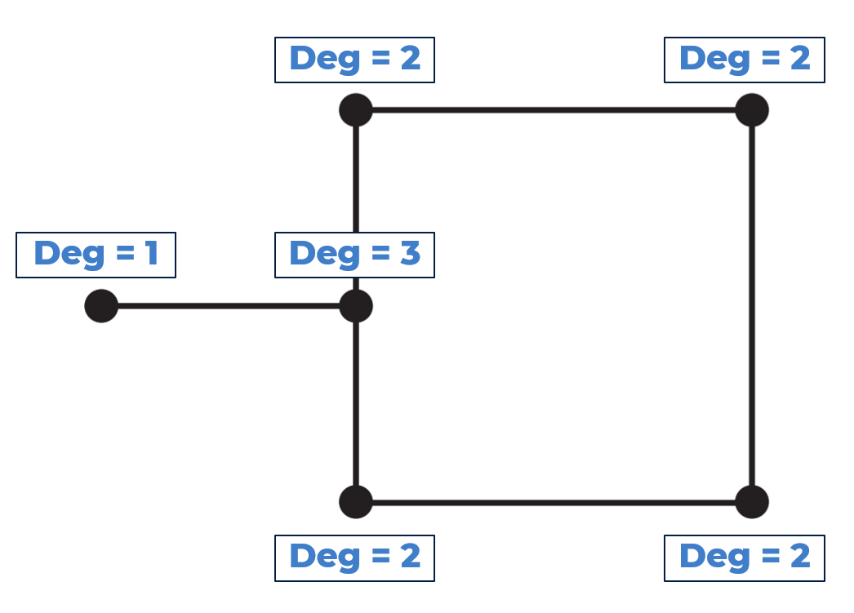 Deg = 2
Deg = 2
Deg = 1
Deg = 3
Deg = 2
Deg = 2